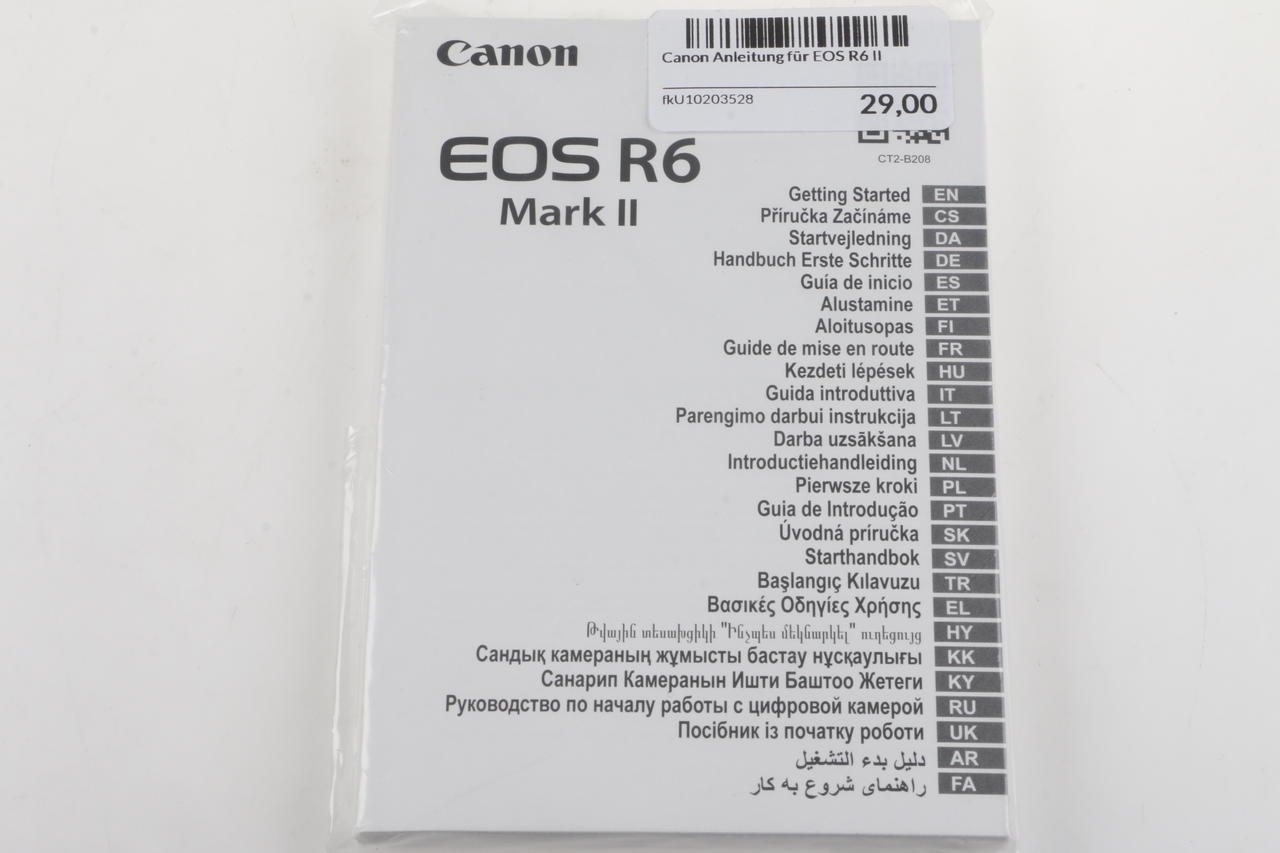 Canon
Canon Anleitung für EOS R6 II
fkU10203528
29,00
CT2-B208
EOS R6
Mark II
Getting Started EN
Příručka Začínáme CS
Startvejledning DA
Handbuch Erste Schritte DE
Guía de inicio ES
Alustamine ET
Aloitusopas FI
Guide de mise en route FR
Kezdeti lépések HU
Guida introduttiva IT
Parengimo darbui instrukcija LT
Darba uzsākšana LV
Introductiehandleiding NL
Pierwsze kroki PL
Guia de Introdução PT
Úvodná príručka SK
Starthandbok SV
Başlangıç Kılavuzu TR
Βασικές Οδηγίες Χρήσης EL
Թվային տեսախցիկի "Ինչպես մեկնարկել" ուղեցույց HY
Сандық камераның жұмысты бастау нұсқаулығы KK
Санарип Камеранын Ишти Баштоо Жетеги KY
Руководство по началу работы с цифровой камерой RU
Посібник із початку роботи UK
دليل بدء التشغيل AR
راهنمای شروع به کار FA